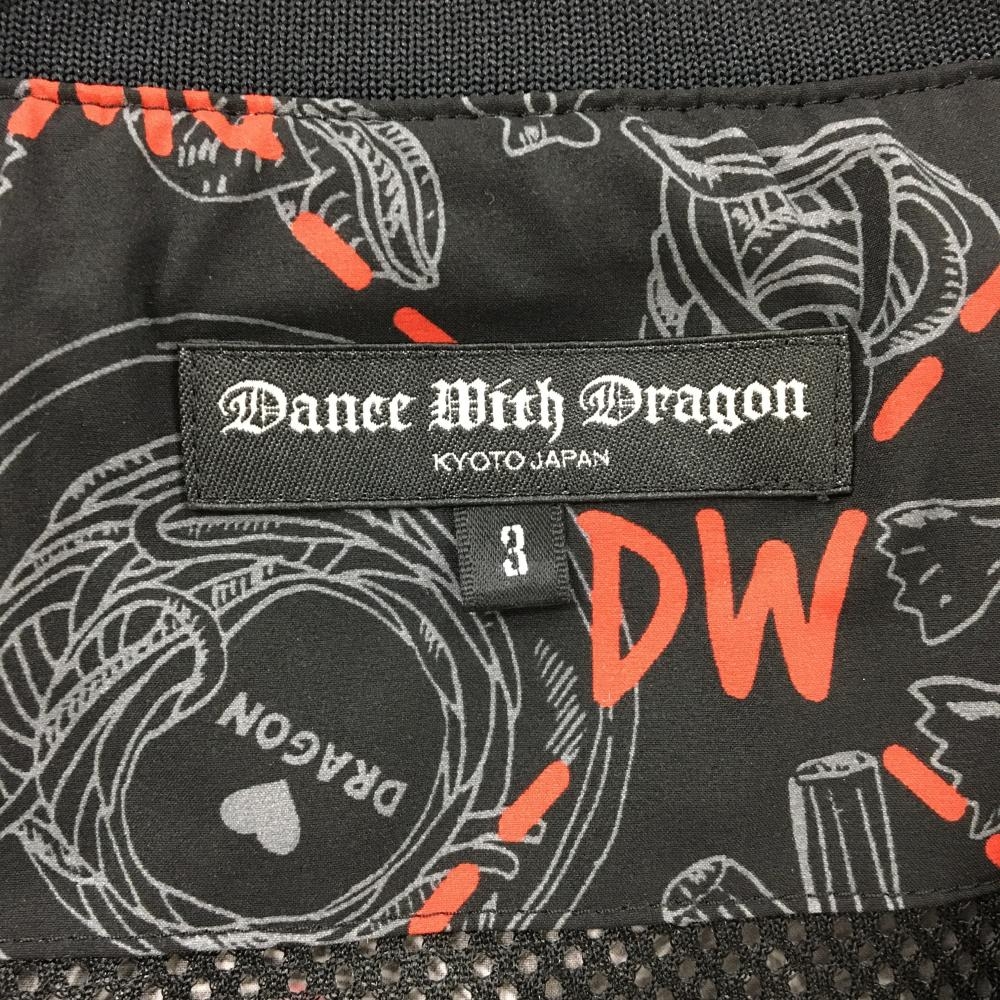 Dance With Dragon
KYOTO JAPAN
3
DW
DRAGON